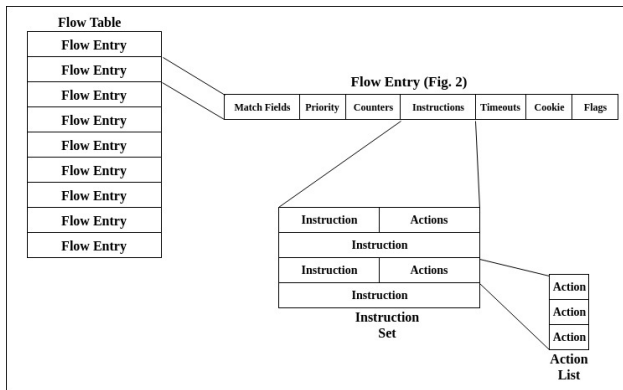 Flow Table
Flow Entry
Flow Entry
Flow Entry
Flow Entry
Flow Entry
Flow Entry
Flow Entry
Flow Entry
Flow Entry
Flow Entry (Fig. 2)
Match Fields Priority Counters Instructions Timeouts Cookie Flags
Instruction Actions
Instruction
Instruction Actions
Instruction
Instruction
Set
Action
Action
Action
Action
List